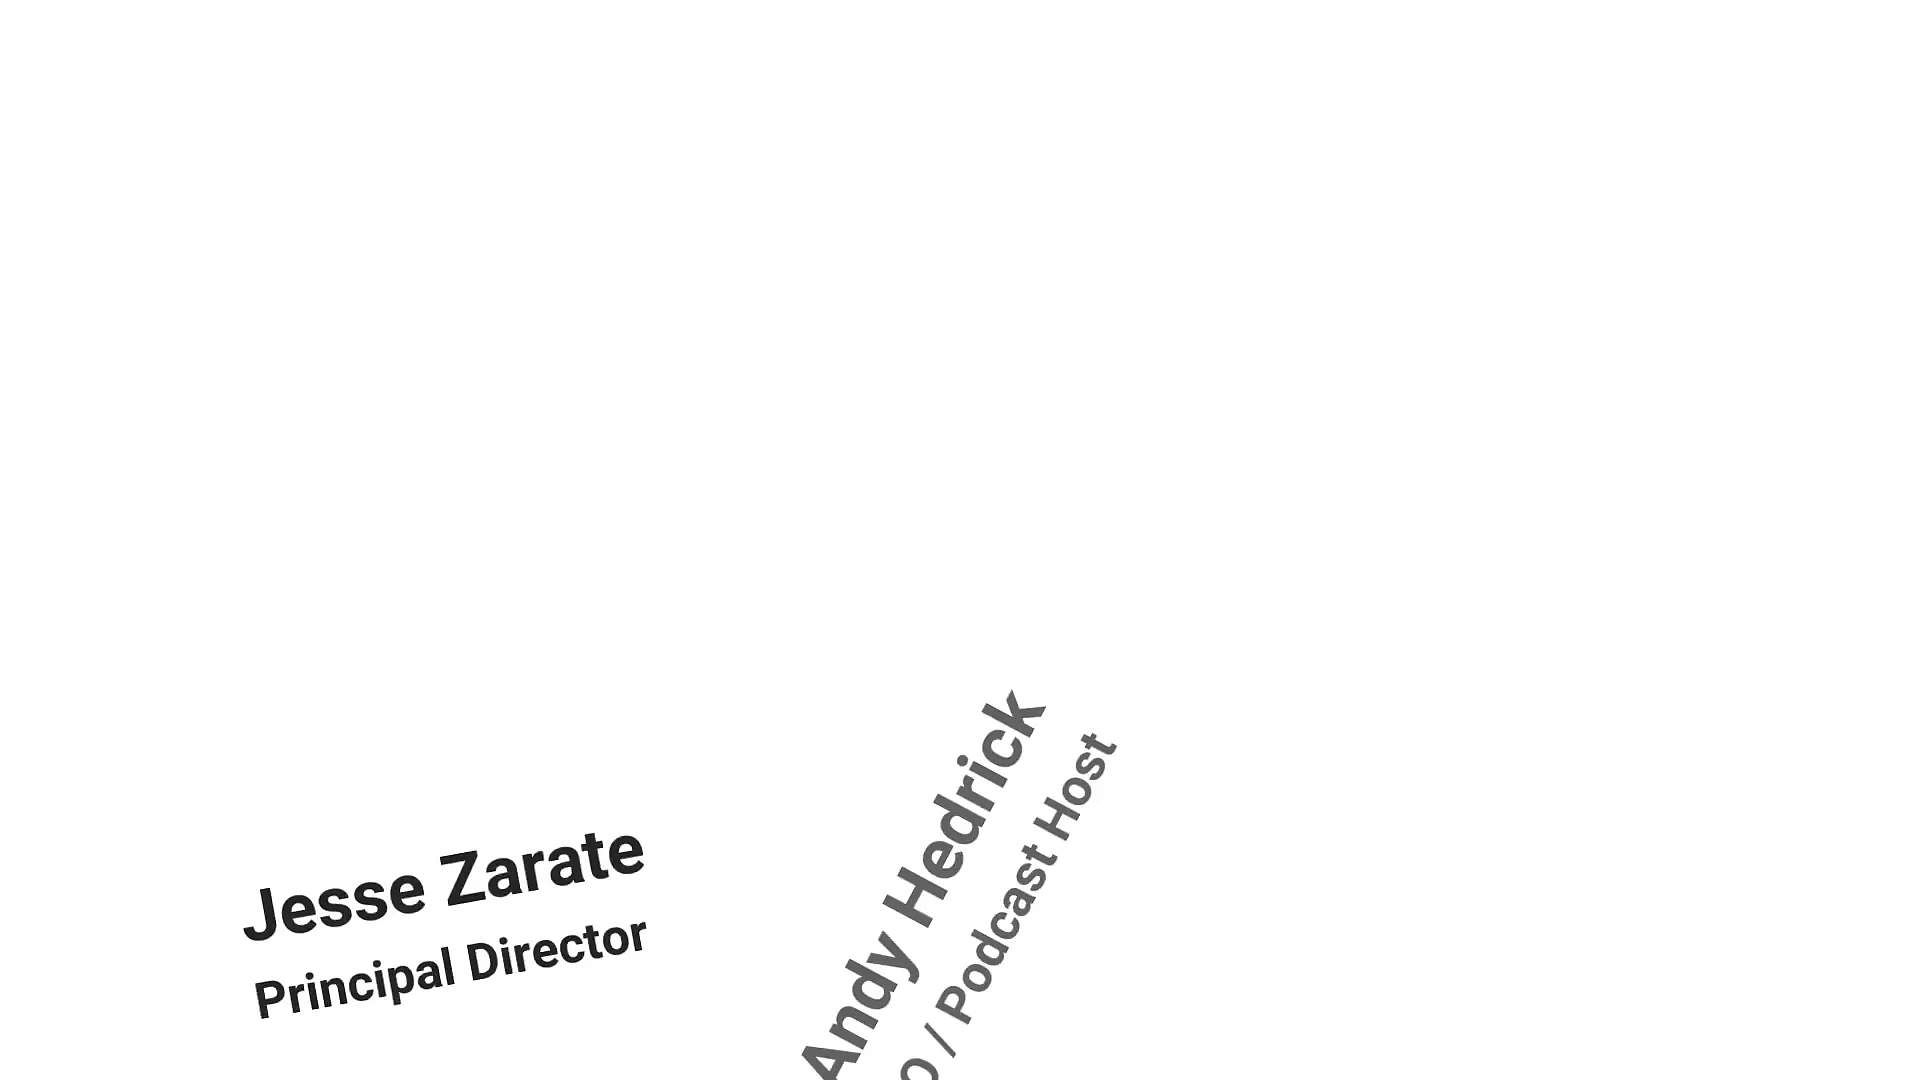 Jesse Zarate
Principal Director
Andy Hedrick
/ Podcast Host